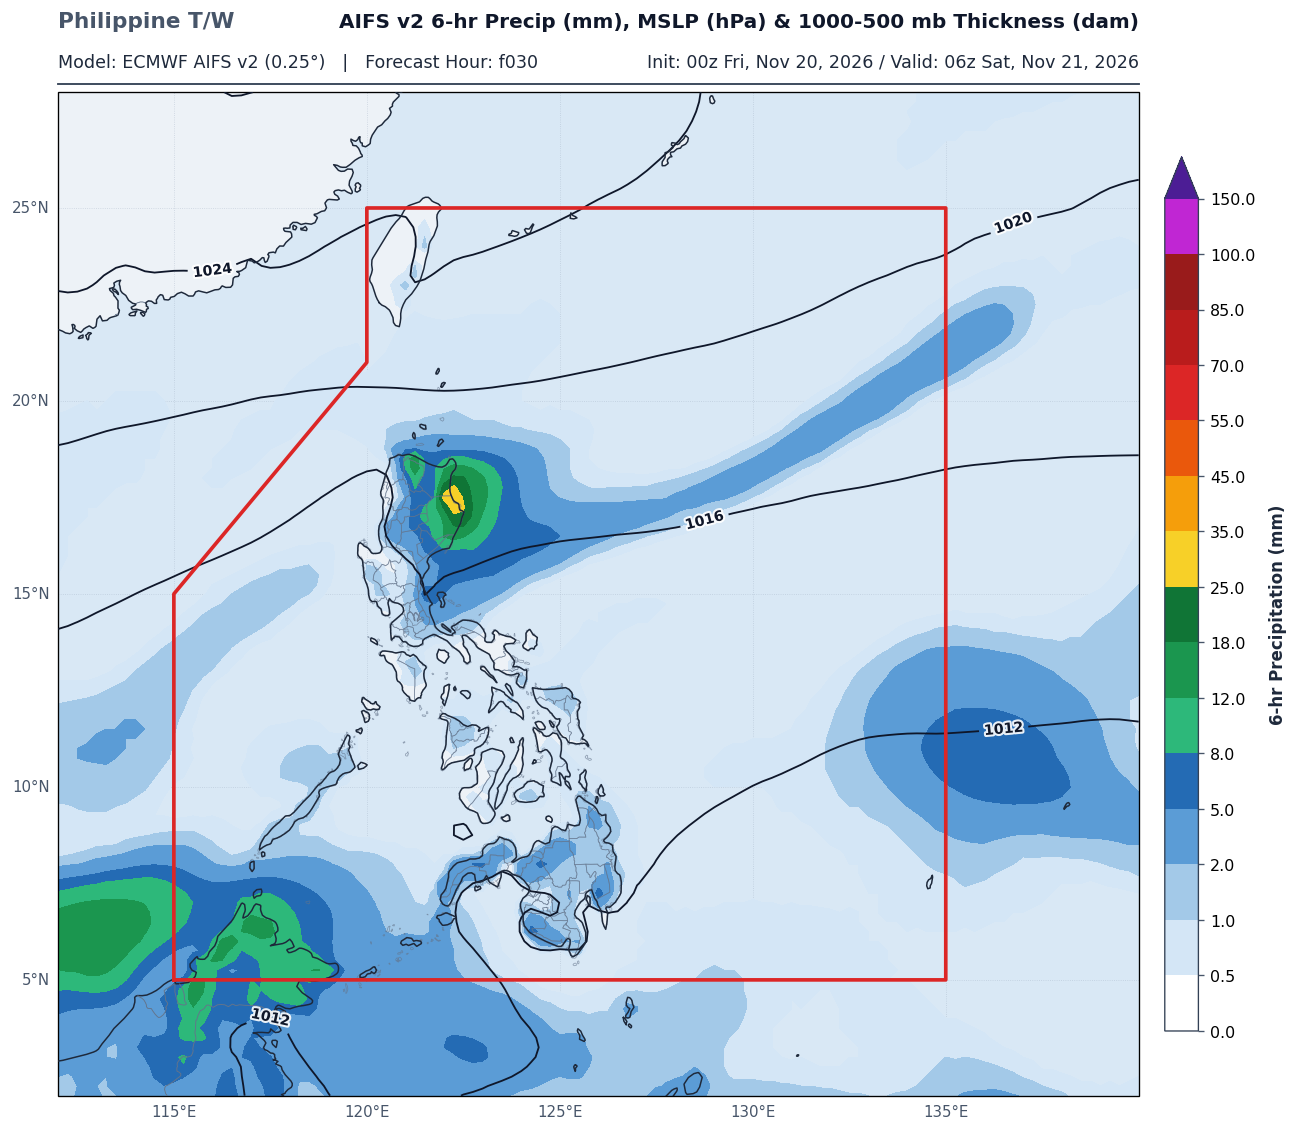 Philippine T/W
AIFS v2 6-hr Precip (mm), MSLP (hPa) & 1000-500 mb Thickness (dam)
Model: ECMWF AIFS v2 (0.25°) | Forecast Hour: f030
Init: 00z Fri, Nov 20, 2026 / Valid: 06z Sat, Nov 21, 2026
25°N
20°N
15°N
10°N
5°N
1024
1020
1016
1012
1012
115°E
120°E
125°E
130°E
135°E
150.0
100.0
85.0
70.0
55.0
45.0
35.0
25.0
18.0
12.0
8.0
5.0
2.0
1.0
0.5
0.0
6-hr Precipitation (mm)